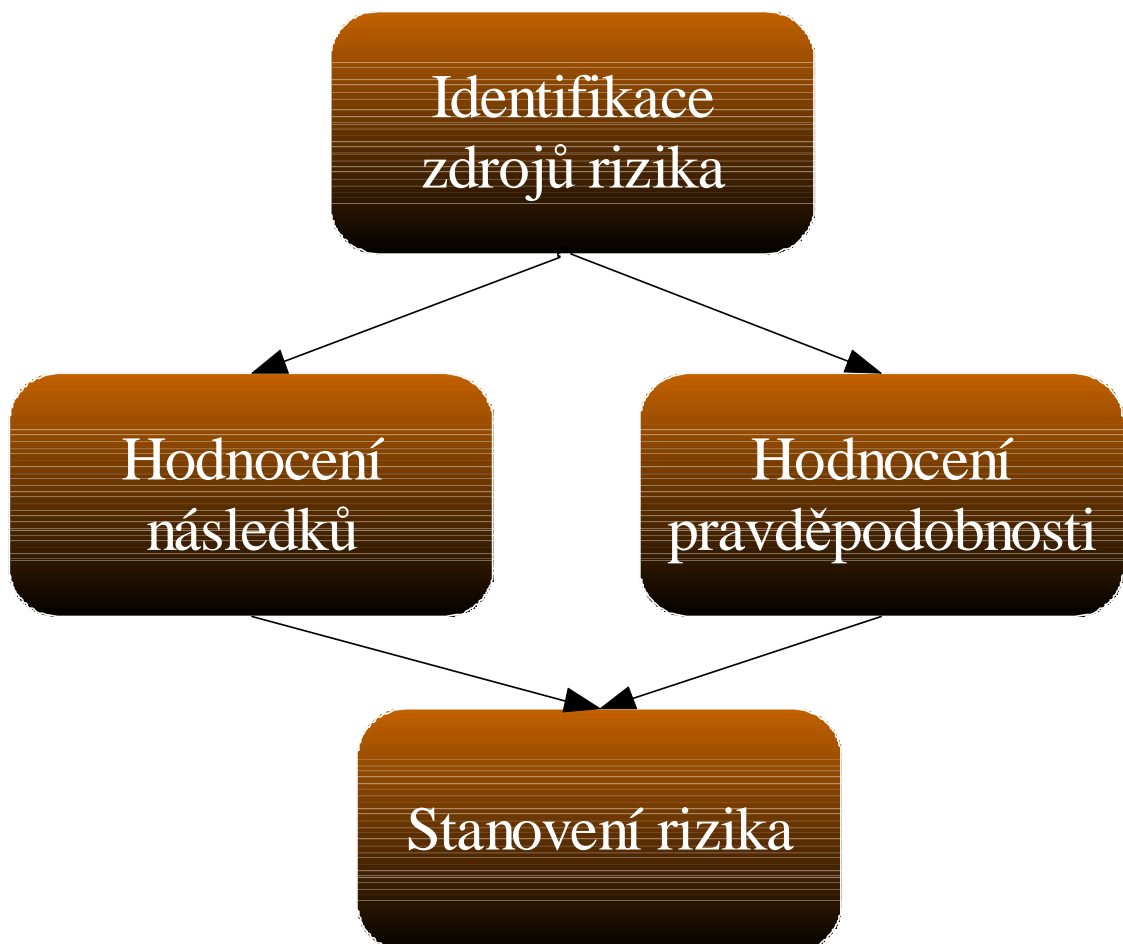 Identifikace
zdrojů rizika
Hodnocení
následků
Hodnocení
pravděpodobnosti
Stanovení rizika